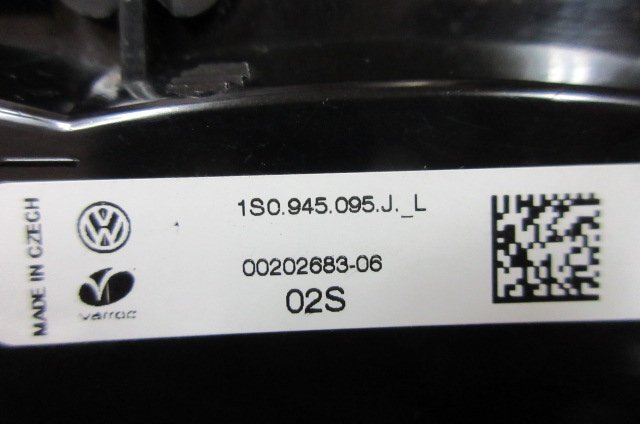 MADE IN CZECH
VW
varroc
1S0.945.095.J._L
00202683-06
02S